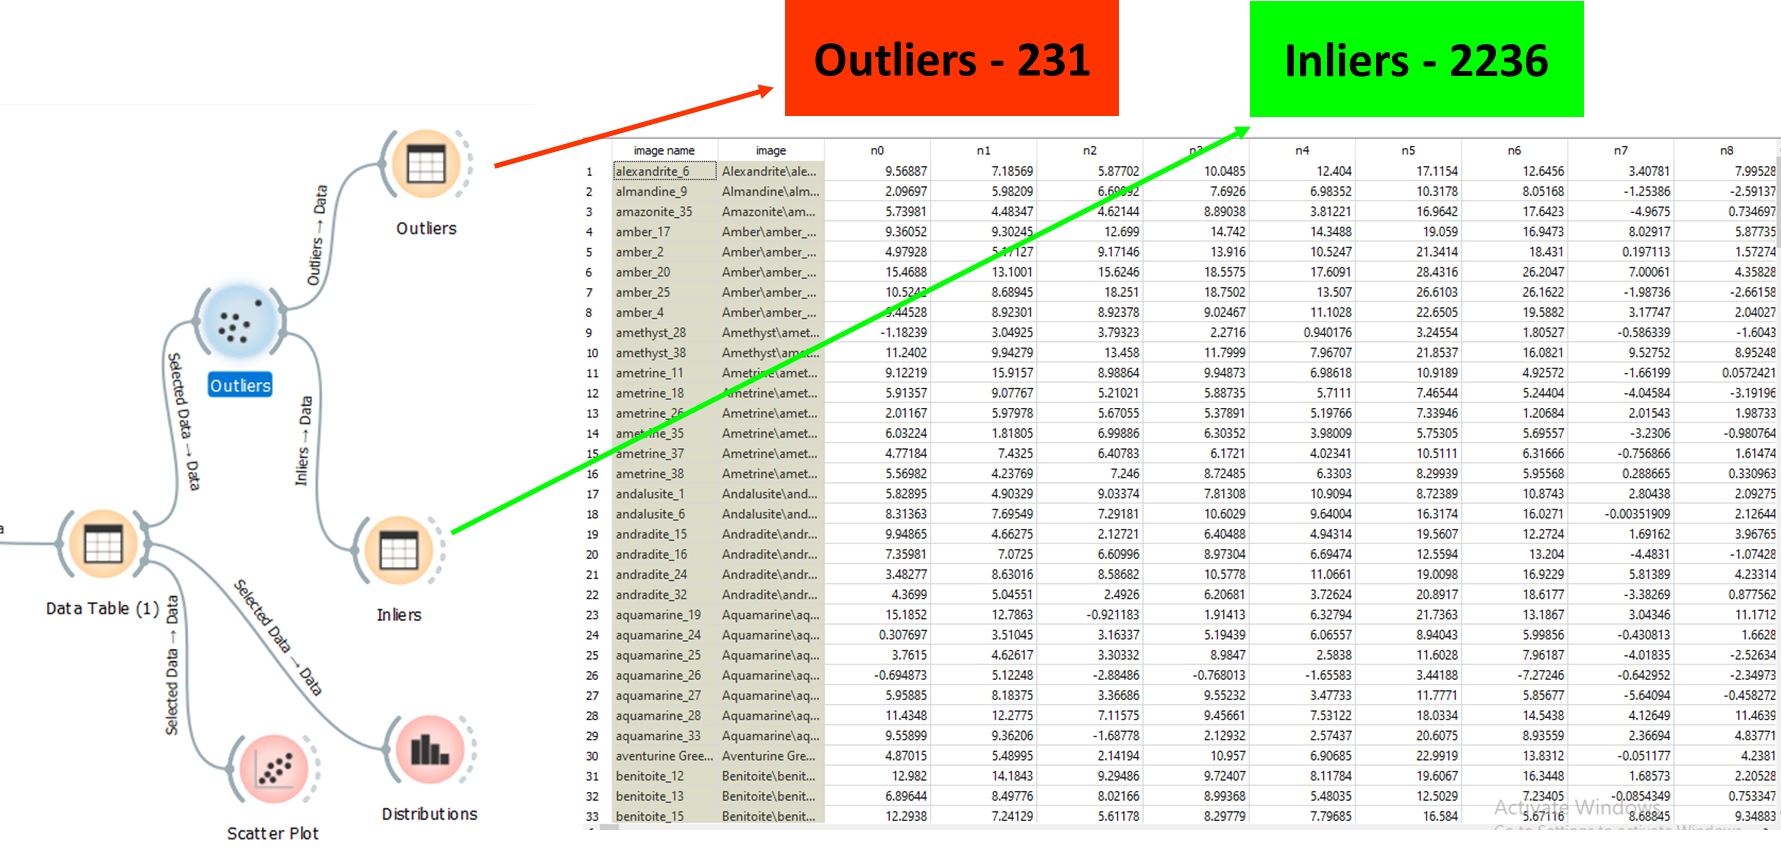 Outliers - 231
Inliers - 2236
Outliers
Outliers → Data
Outliers
Selected Data → Data
Inliers → Data
Inliers
Data Table (1)
Selected Data → Data
Selected Data → Data
Distributions
Scatter Plot
image name image n0 n1 n2 n3 n4 n5 n6 n7 n8
1 alexandrite_6 Alexandrite\ale... 9.56887 7.18569 5.87702 10.0485 12.404 17.1154 12.6456 3.40781 7.99528
2 almandine_9 Almandine\alm... 2.09697 5.98209 6.69092 7.6926 6.98352 10.3178 8.05168 -1.25386 -2.59137
3 amazonite_35 Amazonite\am... 5.73981 4.48347 4.62144 8.89038 3.81221 16.9642 17.6423 -4.9675 0.734697
4 amber_17 Amber\amber_... 9.36052 9.30245 12.699 14.742 14.3488 19.059 16.9473 8.02917 5.87735
5 amber_2 Amber\amber_... 4.97928 9.17146 13.916 10.5247 21.3414 18.431 0.197113 1.57274
6 amber_20 Amber\amber_... 15.4688 13.1001 15.6246 18.5575 17.6091 28.4316 26.2047 7.00061 4.35828
7 amber_25 Amber\amber_... 10.5242 8.68945 18.251 18.7502 13.507 26.6103 26.1622 -1.98736 -2.66158
8 amber_4 Amber\amber_... 9.44528 8.92301 8.92378 9.02467 11.1028 22.6505 19.5882 3.17747 2.04027
9 amethyst_28 Amethyst\amet... -1.18239 3.04925 3.79323 2.2716 0.940176 3.24554 1.80527 -0.586339 -1.6043
10 amethyst_38 Amethyst\amet... 11.2402 9.94279 13.458 11.7999 7.96707 21.8537 16.0821 9.52752 8.95248
11 ametrine_11 Ametrine\amet... 9.12219 15.9157 8.98864 9.94873 6.98618 10.9189 4.92572 -1.66199 0.0572421
12 ametrine_18 Ametrine\amet... 5.91357 9.07767 5.21021 5.88735 5.7111 7.46544 5.24404 -4.04584 -3.19196
13 ametrine_26 Ametrine\amet... 2.01167 5.97978 5.67055 5.37891 5.19766 7.33946 1.20684 2.01543 1.98733
14 ametrine_35 Ametrine\amet... 6.03224 1.81805 6.99886 6.30352 3.98009 5.75305 5.69557 -3.2306 -0.980764
15 ametrine_37 Ametrine\amet... 4.77184 7.4325 6.40783 6.1721 4.02341 10.5111 6.31666 -0.756866 1.61474
16 ametrine_38 Ametrine\amet... 5.56982 4.23769 7.246 8.72485 6.3303 8.29939 5.95568 0.288665 0.330963
17 andalusite_1 Andalusite\and... 5.82895 4.90329 9.03374 7.81308 10.9094 8.72389 10.8743 2.80438 2.09275
18 andalusite_6 Andalusite\and... 8.31363 7.69549 7.29181 10.6029 9.64004 16.3174 16.0271 -0.00351909 2.12644
19 andradite_15 Andradite\andr... 9.94865 4.66275 2.12721 6.40488 4.94314 19.5607 12.2724 1.69162 3.96765
20 andradite_16 Andradite\andr... 7.35981 7.0725 6.60996 8.97304 6.69474 12.5594 13.204 -4.4831 -1.07428
21 andradite_24 Andradite\andr... 3.48277 8.63016 8.58682 10.5778 11.0661 19.0098 16.9229 5.81389 4.23314
22 andradite_32 Andradite\andr... 4.3699 5.04551 2.4926 6.20681 3.72624 20.8917 18.6177 -3.38269 0.877562
23 aquamarine_19 Aquamarine\aq... 15.1852 12.7863 -0.921183 1.91413 6.32794 21.7363 13.1867 3.04346 11.1712
24 aquamarine_24 Aquamarine\aq... 0.307697 3.51045 3.16337 5.19439 6.06557 8.94043 5.99856 -0.430813 1.6628
25 aquamarine_25 Aquamarine\aq... 3.7615 4.62617 3.30332 8.9847 2.5838 11.6028 7.96187 -4.01835 -2.52634
26 aquamarine_26 Aquamarine\aq... -0.694873 5.12248 -2.88486 -0.768013 -1.65583 3.44188 -7.27246 -0.642952 -2.34973
27 aquamarine_27 Aquamarine\aq... 5.95885 8.18375 3.36686 9.55232 3.47733 11.7771 5.85677 -5.64094 -0.458272
28 aquamarine_28 Aquamarine\aq... 11.4348 12.2775 7.11575 9.45661 7.53122 18.0334 14.5438 4.12649 11.4639
29 aquamarine_33 Aquamarine\aq... 9.55899 9.36206 -1.68778 2.12932 2.57437 20.6075 8.93559 2.36694 4.83771
30 aventurine Gree... Aventurine Gre... 4.87015 5.48995 2.14194 10.957 6.90685 22.9919 13.8312 -0.051177 4.2381
31 benitoite_12 Benitoite\benit... 12.982 14.1843 9.29486 9.72407 8.11784 19.6067 16.3448 1.68573 2.20528
32 benitoite_13 Benitoite\benit... 6.89644 8.49776 8.02166 8.99368 5.48035 12.5029 7.23405 -0.0854349 0.753347
33 benitoite_15 Benitoite\benit... 12.2938 7.24129 5.61178 8.29779 7.79685 16.584 5.67116 8.68845 9.34883
Activate Windows